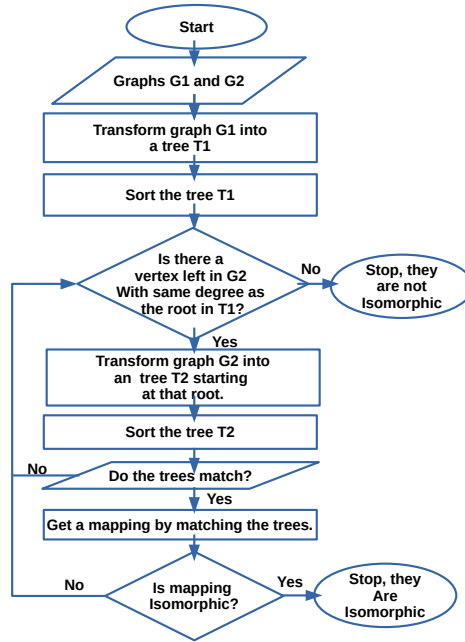 Start
Graphs G1 and G2
Transform graph G1 into
a tree T1
Sort the tree T1
Is there a
vertex left in G2
With same degree as
the root in T1?
No
Stop, they
are not
Isomorphic
Yes
Transform graph G2 into
an tree T2 starting
at that root.
Sort the tree T2
No
Do the trees match?
Yes
Get a mapping by matching the trees.
No
Is mapping
Isomorphic?
Yes
Stop, they
Are
Isomorphic